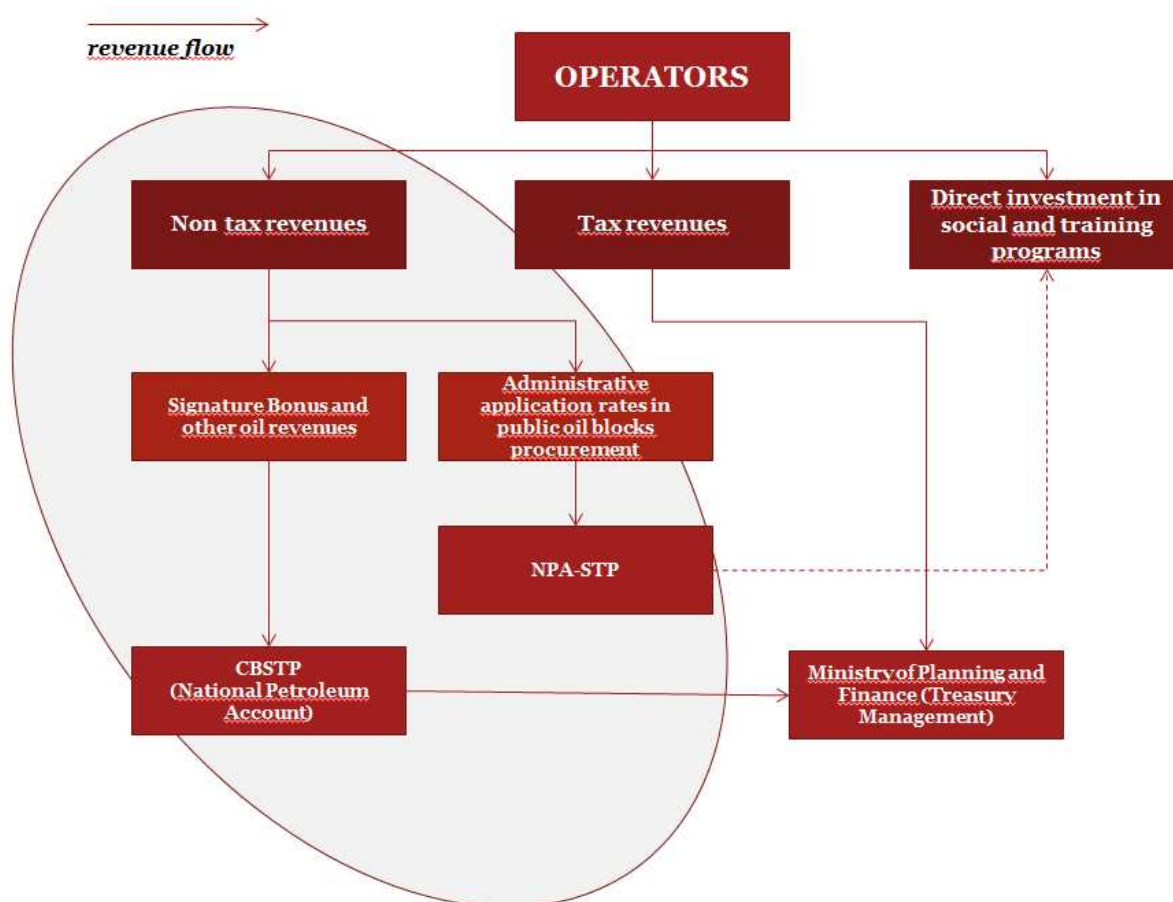 revenue flow
OPERATORS
Non tax revenues
Tax revenues
Direct investment in
social and training
programs
Signature Bonus and
other oil revenues
Administrative
application rates in
public oil blocks
procurement
NPA-STP
CBSTP
(National Petroleum
Account)
Ministry of Planning and
Finance (Treasury
Management)